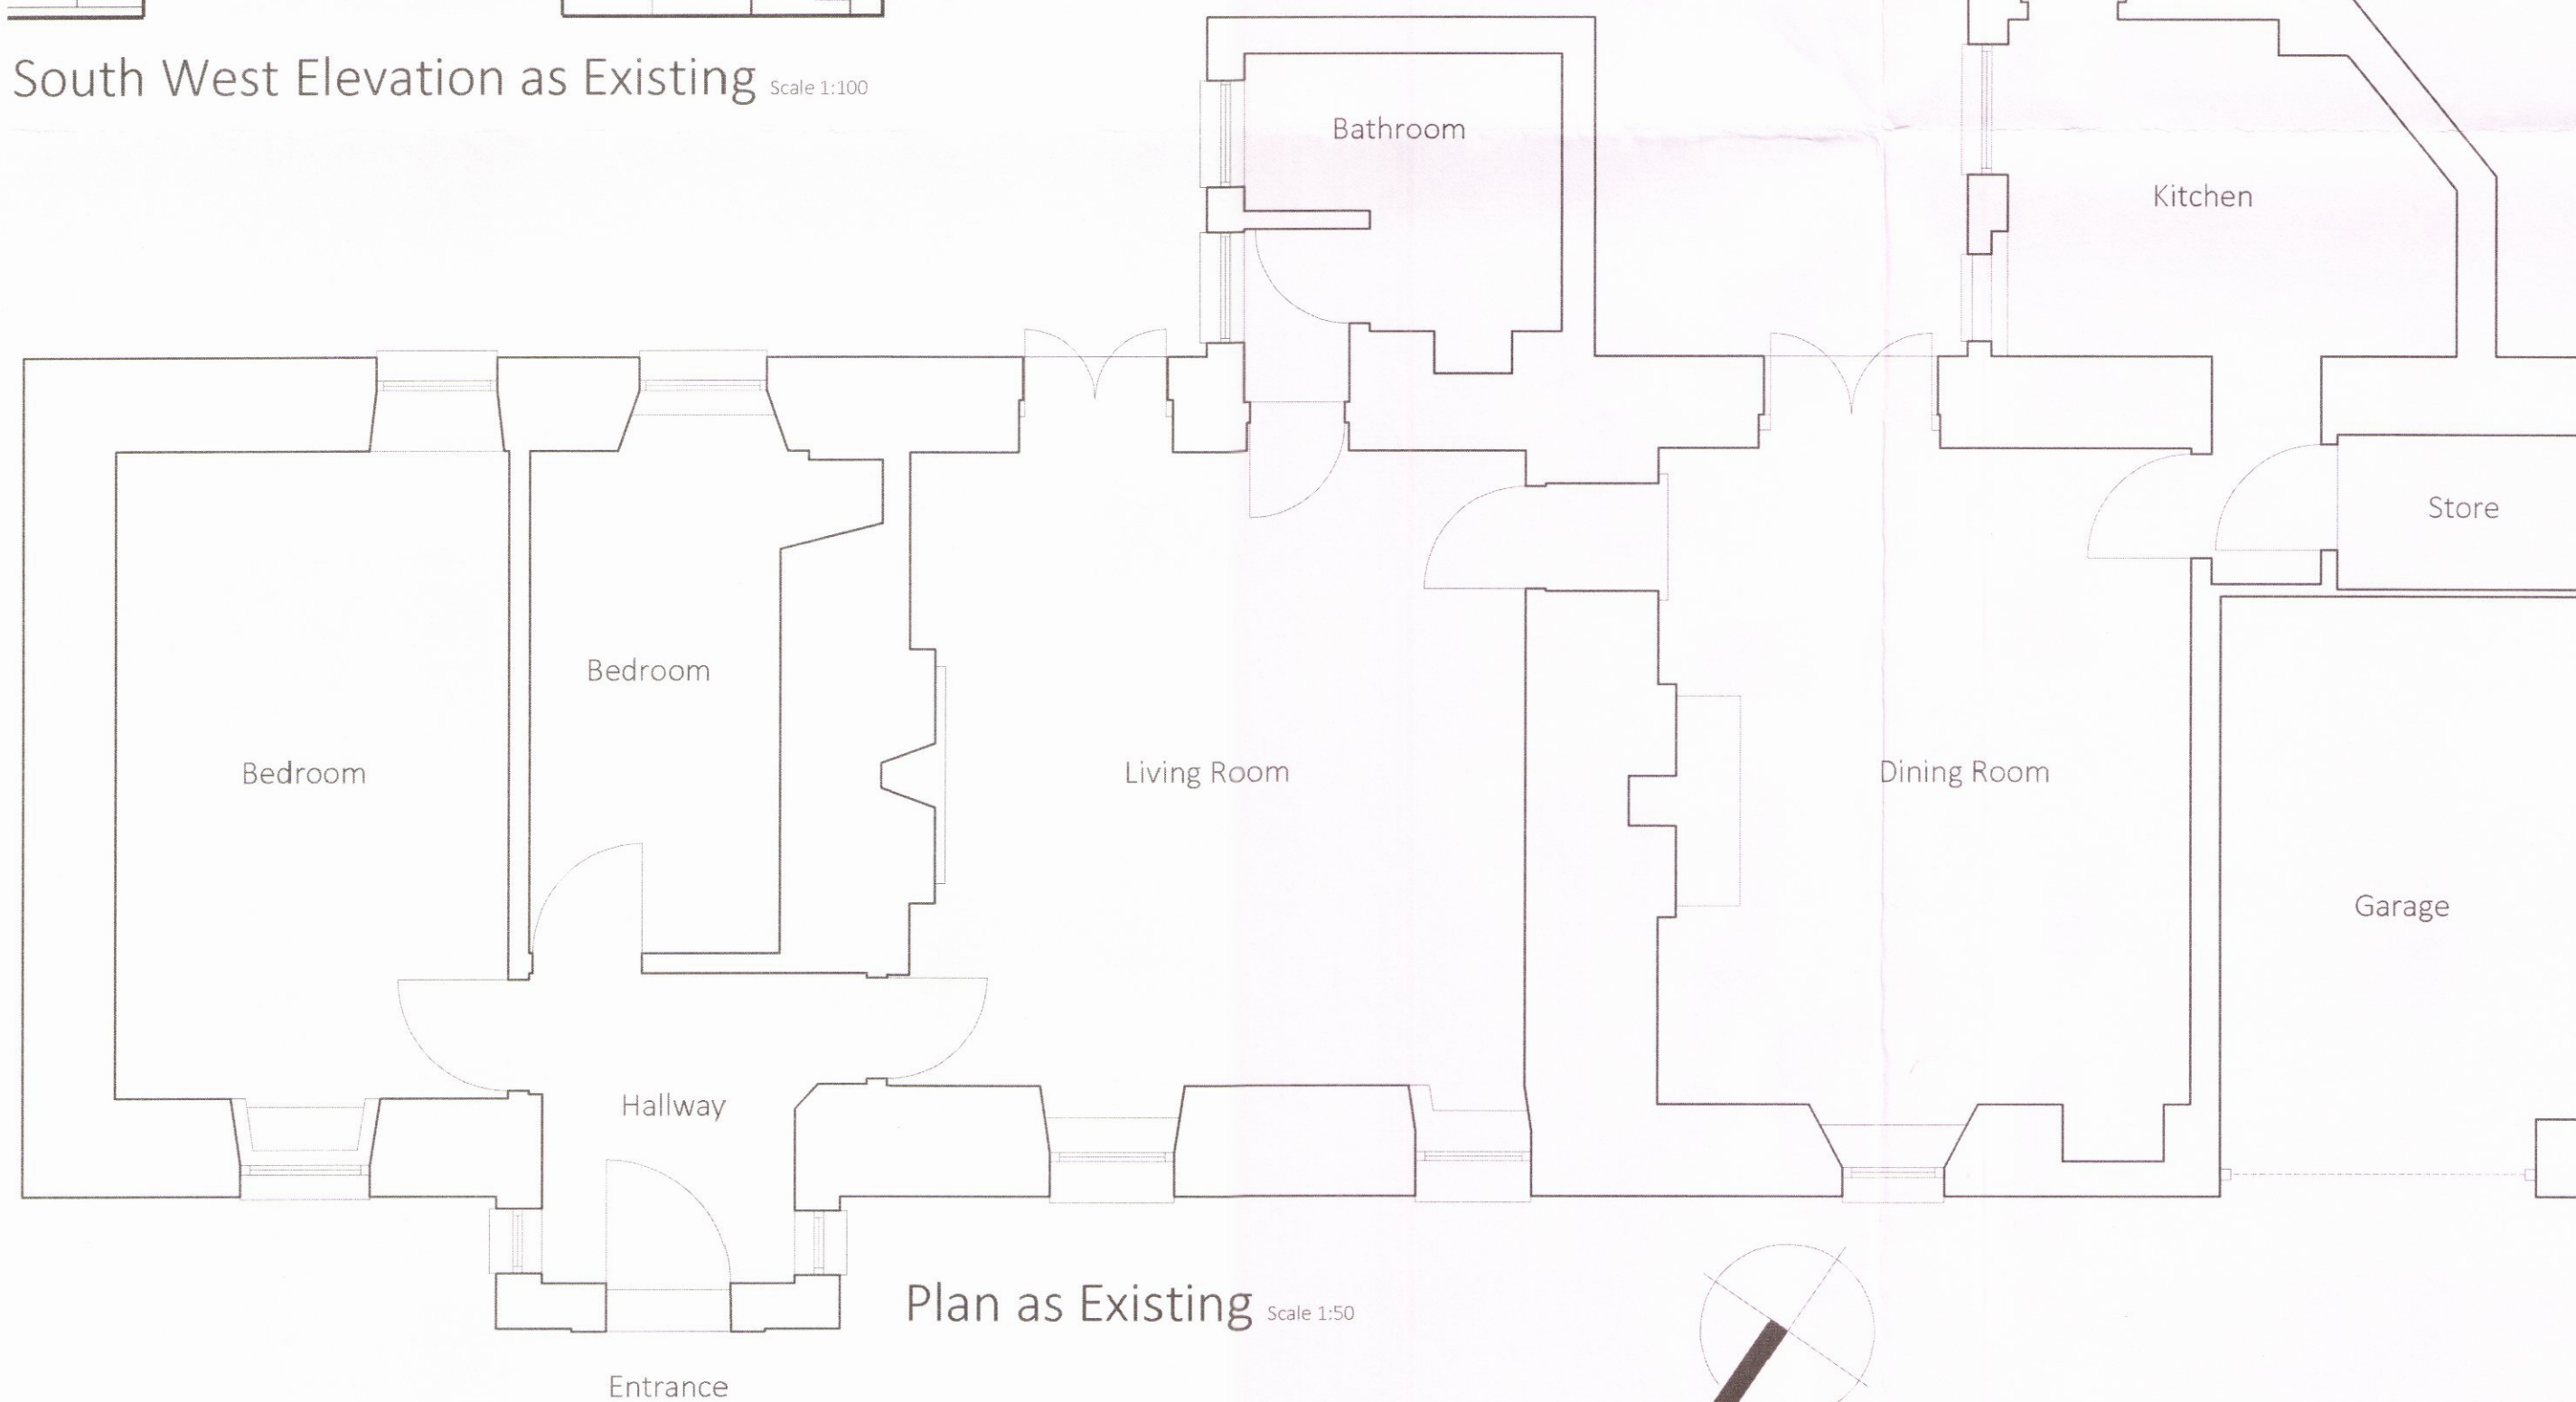 South West Elevation as Existing Scale 1:100
Bathroom
Kitchen
Store
Bedroom
Bedroom
Living Room
Dining Room
Garage
Hallway
Plan as Existing Scale 1:50
Entrance